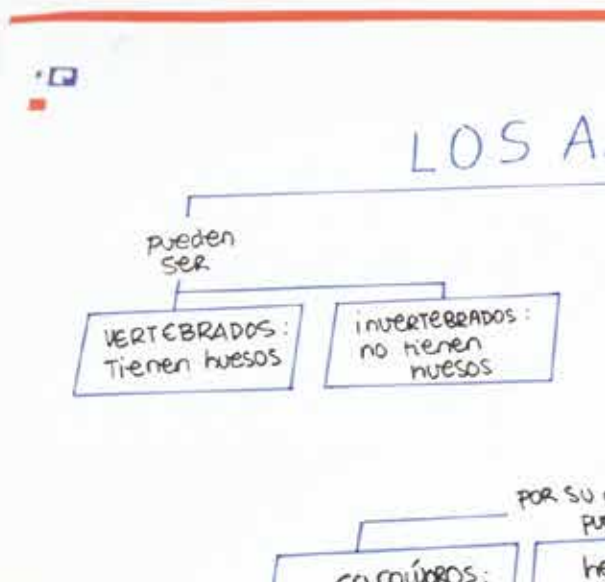 LOS A
pueden
SER
VERTEBRADOS:
Tienen huesos
inVERTEBRADOS:
no tienen
huesos
POR SU